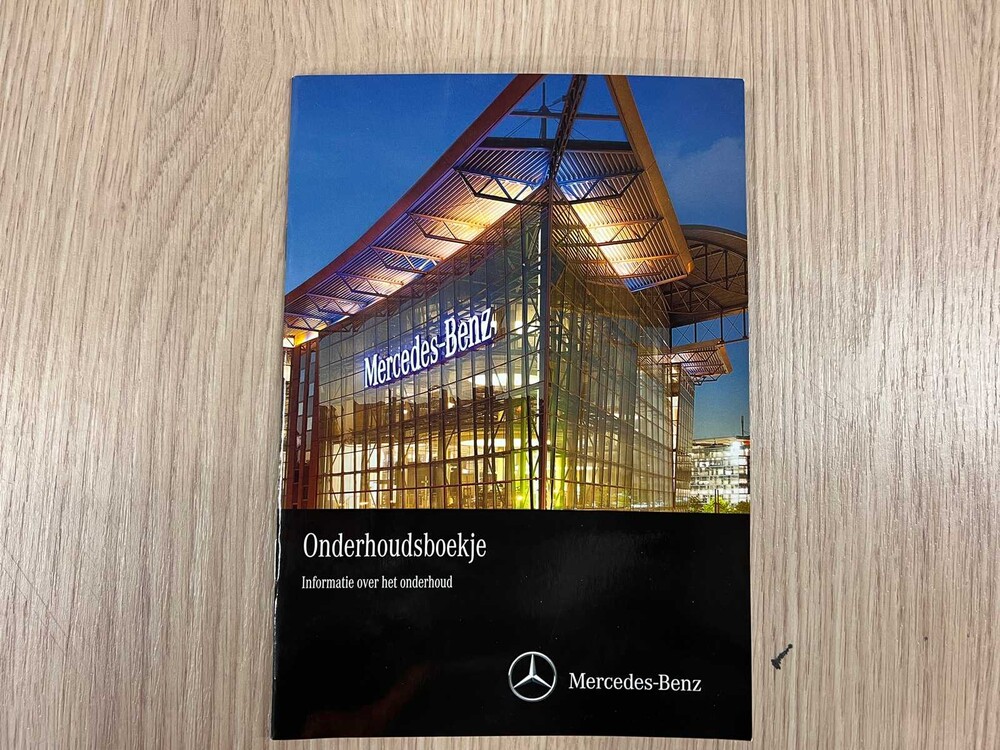 Mercedes-Benz
Onderhoudsboekje
Informatie over het onderhoud
Mercedes-Benz